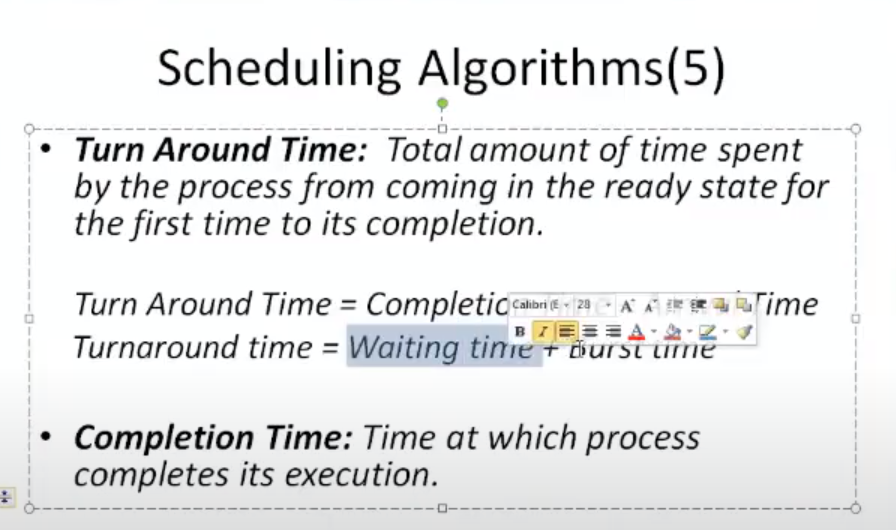 Scheduling Algorithms(5)
• Turn Around Time: Total amount of time spent
by the process from coming in the ready state for
the first time to its completion.
Turn Around Time = Completion Time
Calibri (E 28
Turnaround time = Waiting time + Burst time
• Completion Time: Time at which process
completes its execution.